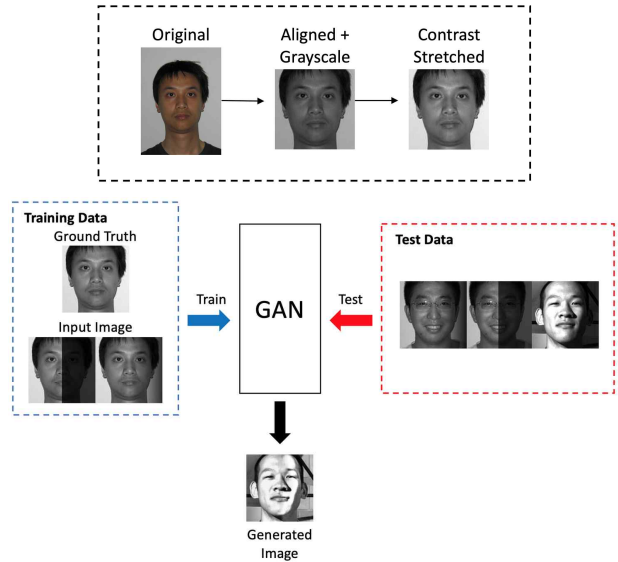 Original
Aligned +
Grayscale
Contrast
Stretched
Training Data
Ground Truth
Input Image
Train
GAN
Test
Test Data
Generated
Image